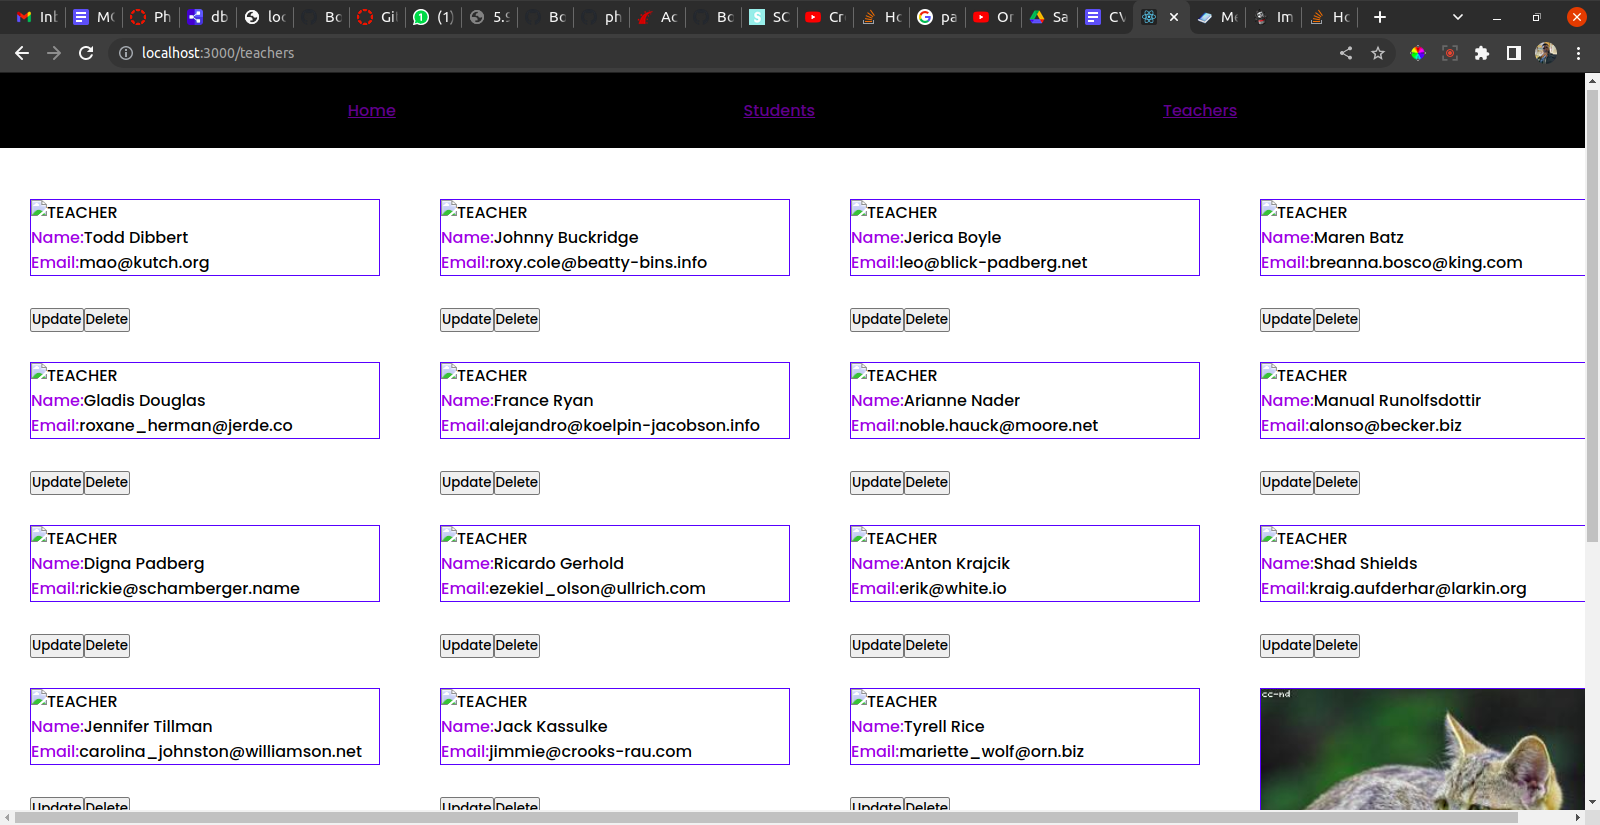 Int
Mo
Ph
db
loc
Bo
Git
(1)
5.9
Bo
ph
Ac
Bo
SC
Cr
Ho
pa
Or
Sa
CV
Me
Im
Ho
localhost:3000/teachers
Home Students Teachers
TEACHER TEACHER TEACHER TEACHER
Name:Todd Dibbert Name:Johnny Buckridge Name:Jerica Boyle Name:Maren Batz
Email:mao@kutch.org Email:roxy.cole@beatty-bins.info Email:leo@blick-padberg.net Email:breanna.bosco@king.com
Update Delete Update Delete Update Delete Update Delete
TEACHER TEACHER TEACHER TEACHER
Name:Gladis Douglas Name:France Ryan Name:Arianne Nader Name:Manual Runolfsdottir
Email:roxane_herman@jerde.co Email:alejandro@koelpin-jacobson.info Email:noble.hauck@moore.net Email:alonso@becker.biz
Update Delete Update Delete Update Delete Update Delete
TEACHER TEACHER TEACHER TEACHER
Name:Digna Padberg Name:Ricardo Gerhold Name:Anton Krajcik Name:Shad Shields
Email:rickie@schamberger.name Email:ezekiel_olson@ullrich.com Email:erik@white.io Email:kraig.aufderhar@larkin.org
Update Delete Update Delete Update Delete Update Delete
TEACHER TEACHER TEACHER cc-nd
Name:Jennifer Tillman Name:Jack Kassulke Name:Tyrell Rice
Email:carolina_johnston@williamson.net Email:jimmie@crooks-rau.com Email:mariette_wolf@orn.biz
Update Delete Update Delete Update Delete